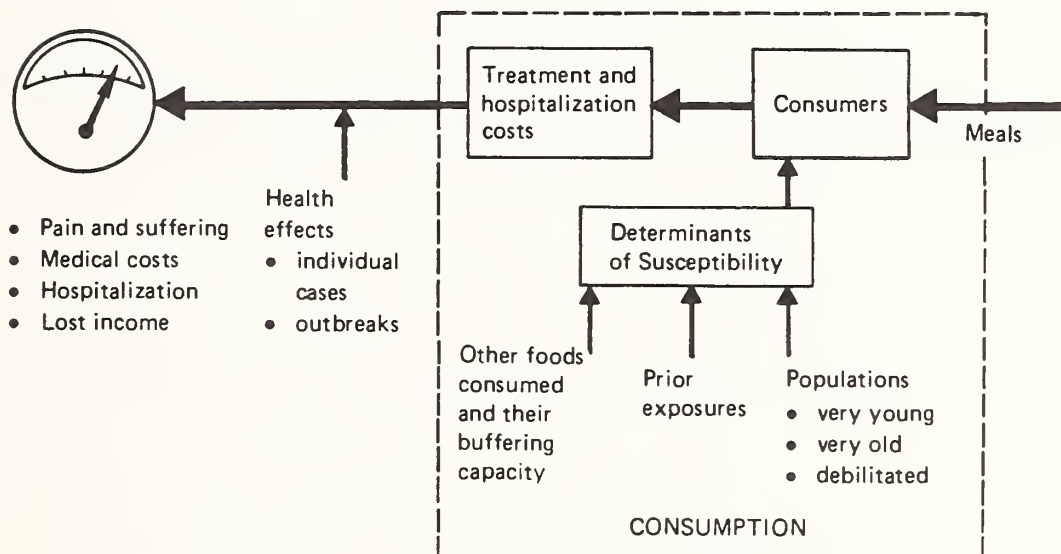 Treatment and
hospitalization
costs
Consumers
Meals
• Pain and suffering
• Medical costs
• Hospitalization
• Lost income
Health
effects
• individual
cases
• outbreaks
Determinants
of Susceptibility
Other foods
consumed
and their
buffering
capacity
Prior
exposures
Populations
• very young
• very old
• debilitated
CONSUMPTION